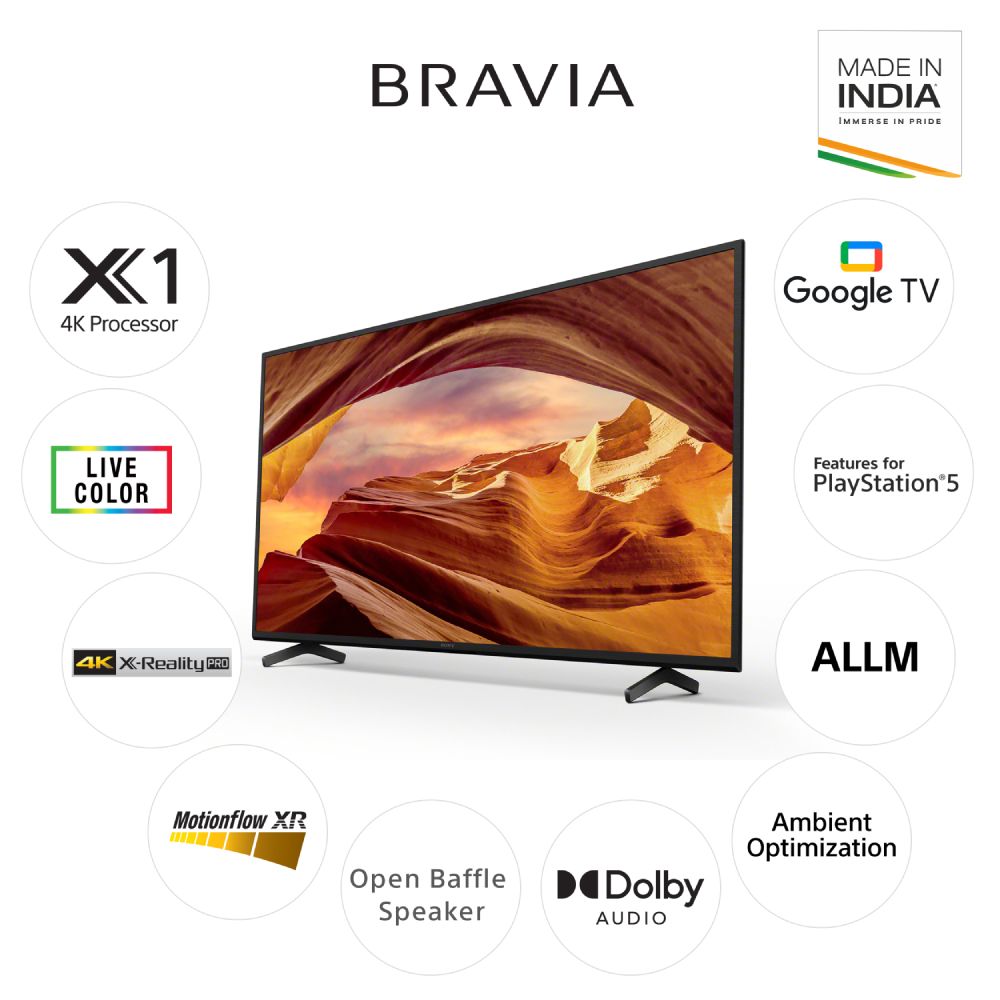 BRAVIA
MADE IN
INDIA
IMMERSE IN PRIDE
X1
4K Processor
Google TV
LIVE
COLOR
Features for
PlayStation®5
4K X-Reality PRO
ALLM
SONY
Motionflow XR
Ambient
Optimization
Open Baffle
Speaker
Dolby
AUDIO